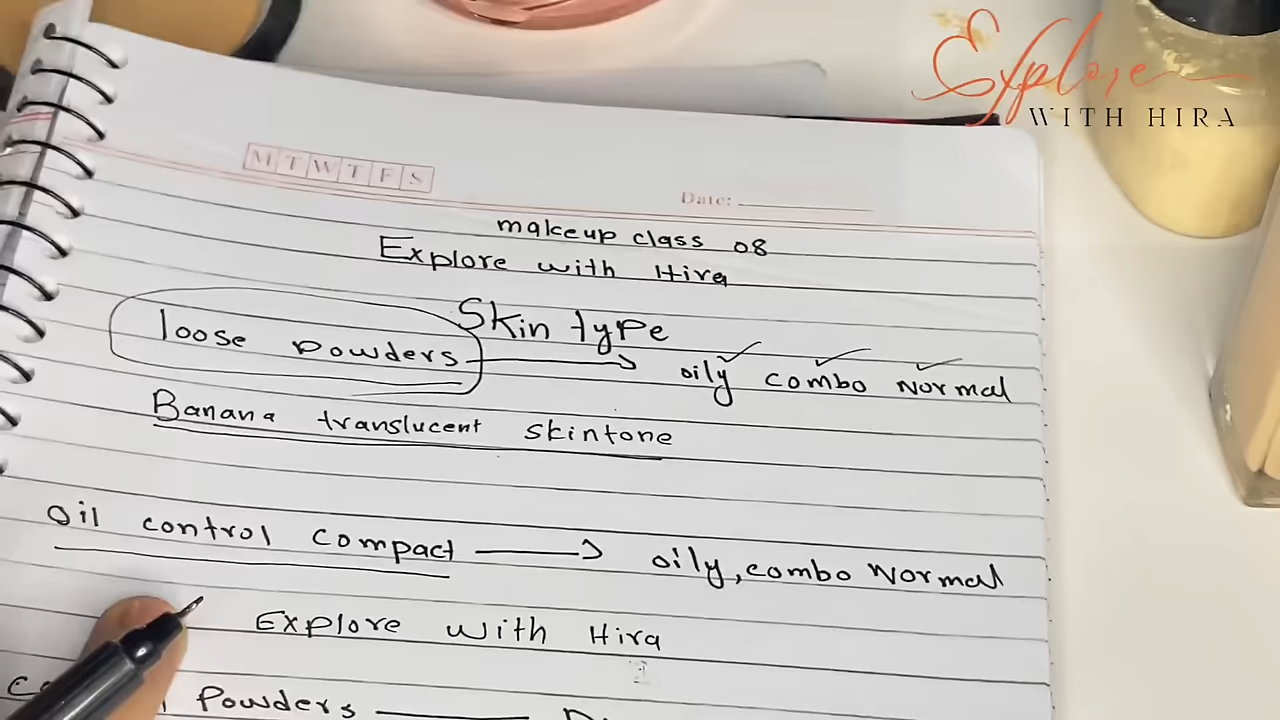 Explore
WITH HIRA
M T W T F S
Date:
makeup class 08
Explore with Hira
Skin type
loose powders → oily combo Normal
Banana translucent skintone
oil control compact → oily, combo Normal
Explore with Hira
Powders